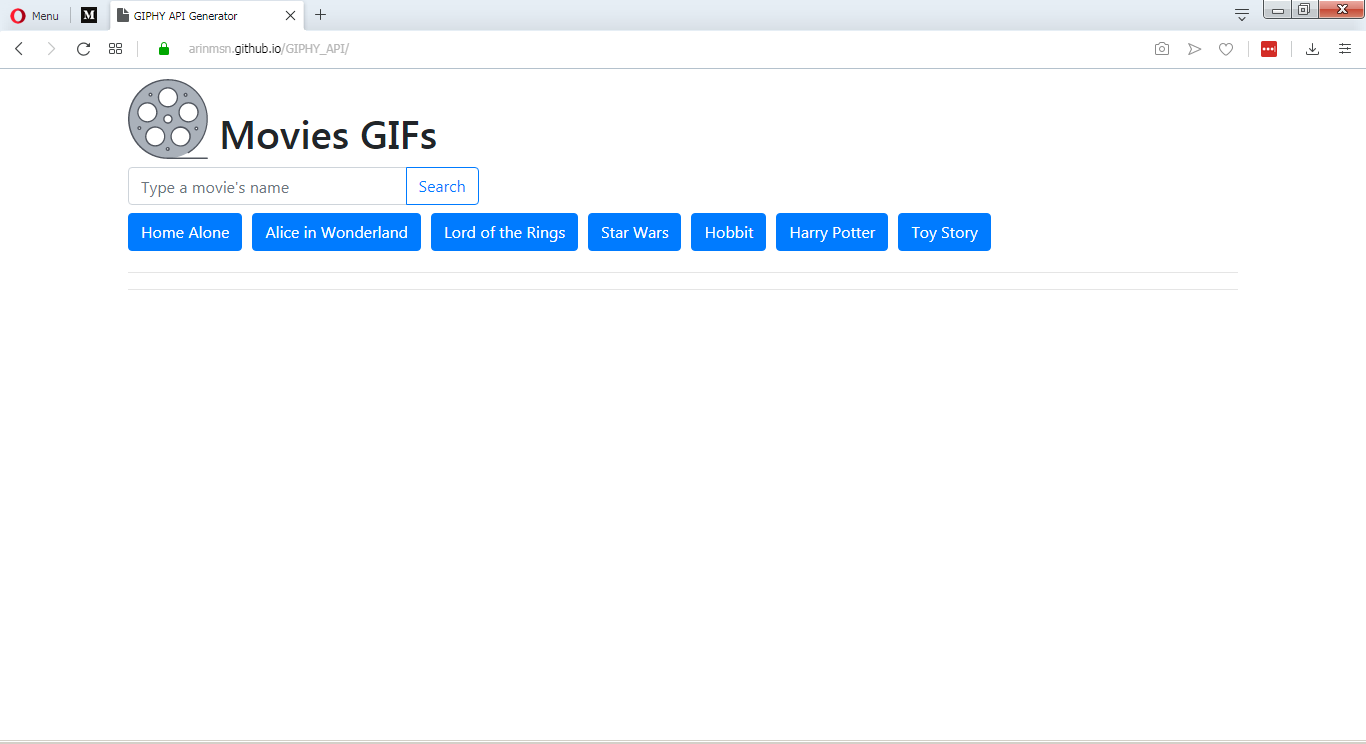 Menu M GIPHY API Generator
arinmsn.github.io/GIPHY_API/
Movies GIFs
Type a movie's name Search
Home Alone Alice in Wonderland Lord of the Rings Star Wars Hobbit Harry Potter Toy Story